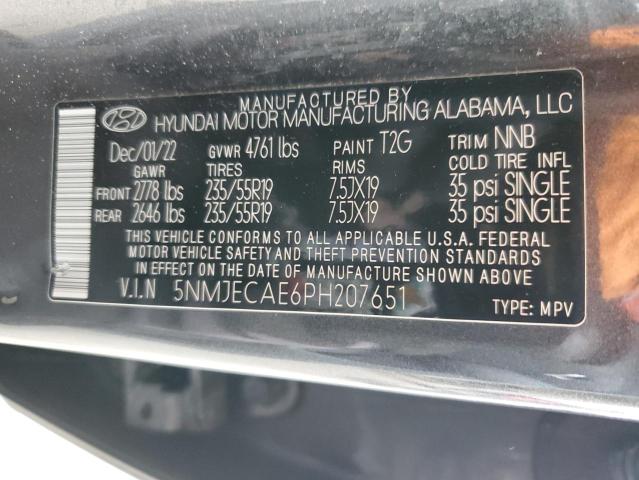 MANUFACTURED BY
HYUNDAI MOTOR MANUFACTURING ALABAMA, LLC
Dec/01/22 GVWR 4761 lbs PAINT T2G TRIM NNB
GAWR TIRES RIMS COLD TIRE INFL
FRONT 2778 lbs 235/55R19 7.5JX19 35 psi SINGLE
REAR 2646 lbs 235/55R19 7.5JX19 35 psi SINGLE
THIS VEHICLE CONFORMS TO ALL APPLICABLE U.S.A. FEDERAL
MOTOR VEHICLE SAFETY AND THEFT PREVENTION STANDARDS
IN EFFECT ON THE DATE OF MANUFACTURE SHOWN ABOVE.
V.I.N 5NMJECAE6PH207651
TYPE: MPV